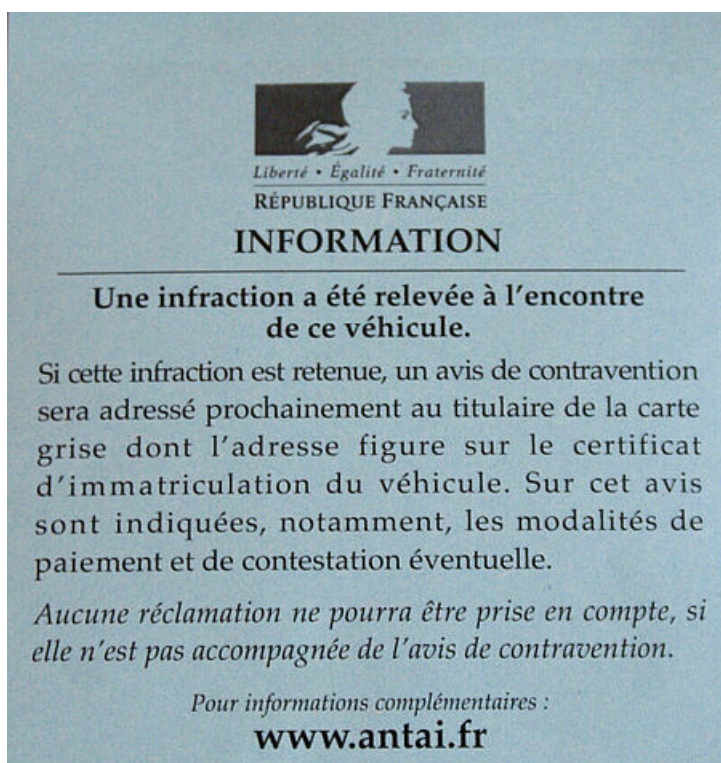 Liberté • Égalité • Fraternité
RÉPUBLIQUE FRANÇAISE
INFORMATION
Une infraction a été relevée à l'encontre
de ce véhicule.
Si cette infraction est retenue, un avis de contravention
sera adressé prochainement au titulaire de la carte
grise dont l'adresse figure sur le certificat
d'immatriculation du véhicule. Sur cet avis
sont indiquées, notamment, les modalités de
paiement et de contestation éventuelle.
Aucune réclamation ne pourra être prise en compte, si
elle n'est pas accompagnée de l'avis de contravention.
Pour informations complémentaires :
www.antai.fr